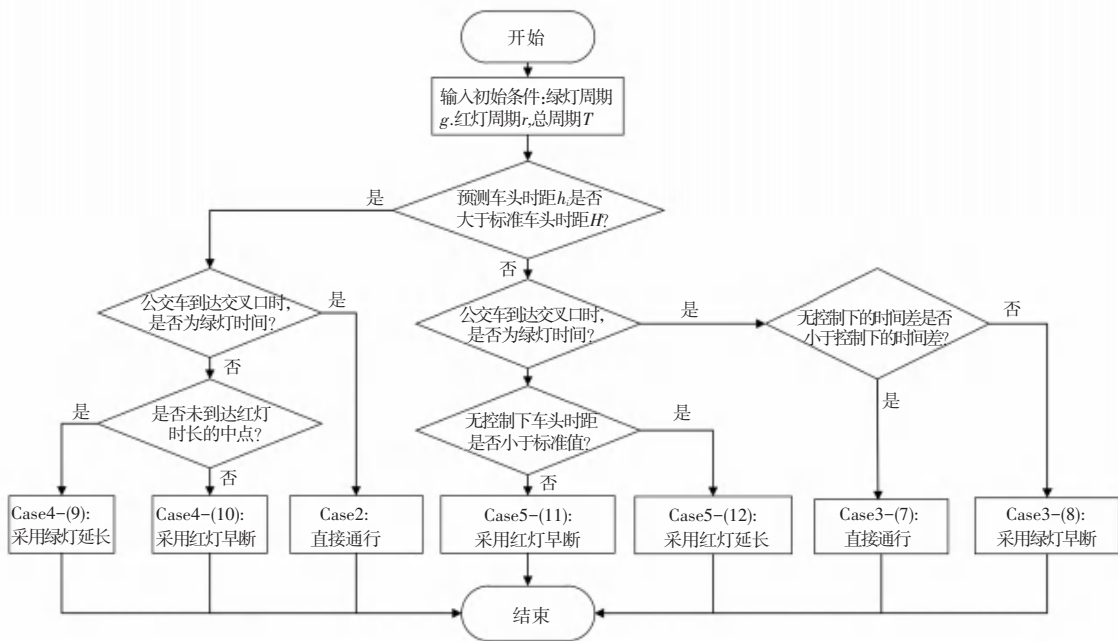 开始
输入初始条件:绿灯周期
g.红灯周期r,总周期T
是
预测车头时距hᵢ是否
大于标准车头时距H?
否
公交车到达交叉口时,
是否为绿灯时间?
是
公交车到达交叉口时,
是否为绿灯时间?
是
无控制下的时间差是否
小于控制下的时间差?
否
否
是
是否未到达红灯
时长的中点?
否
无控制下车头时距
是否小于标准值?
是
否
是
Case4-(9):
采用绿灯延长
Case4-(10):
采用红灯早断
Case2:
直接通行
Case5-(11):
采用红灯早断
Case5-(12):
采用红灯延长
Case3-(7):
直接通行
Case3-(8):
采用绿灯早断
结束